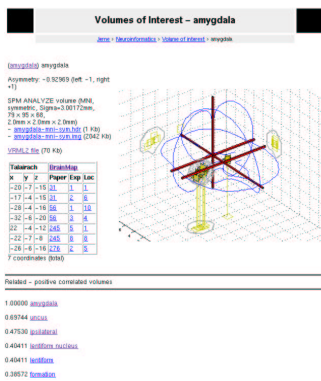 Volumes of Interest – amygdala
Jerne > Neuroinformatics > Volume of interest > amygdala
(amygdala) amygdala
Asymmetry: -0.92969 (left: -1, right:
+1)
SPM ANALYZE volume (MNI,
symmetric, Sigma=3.00172mm,
79 x 95 x 68,
2.0mm x 2.0mm x 2.0mm)
- amygdala-mni-sym.hdr (1 Kb)
- amygdala-mni-sym.img (2042 Kb)
VRML2 file (70 Kb)
Talairach BrainMap
x y z Paper Exp Loc
-20 -7 -15 31 1 1
-17 -4 -15 31 2 6
-28 -4 -16 56 1 10
-32 -6 -20 56 3 4
22 -4 -12 245 5 1
-22 -7 -8 245 8 8
-26 -6 -16 276 2 5
7 coordinates (total)
Related – positive correlated volumes
1.00000 amygdala
0.69744 uncus
0.47530 ipsilateral
0.40411 lentiform nucleus
0.40411 lentiform
0.38572 formation